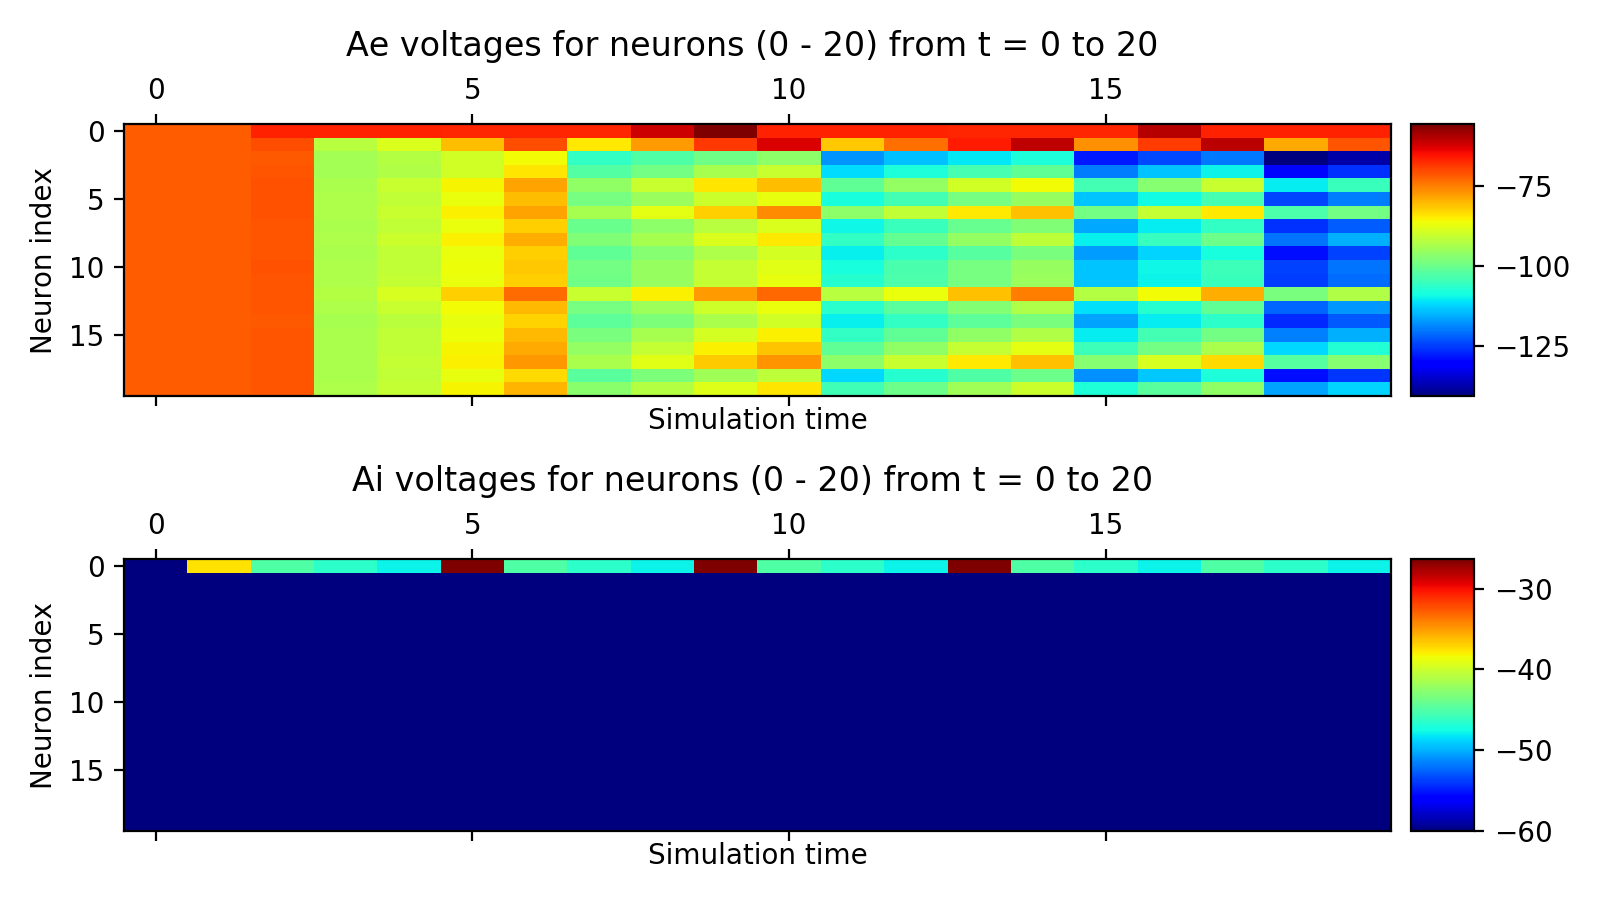 Ae voltages for neurons (0 - 20) from t = 0 to 20
0 5 10 15
Neuron index
0
5
10
15
Simulation time
−75
−100
−125
Ai voltages for neurons (0 - 20) from t = 0 to 20
0 5 10 15
Neuron index
0
5
10
15
Simulation time
−30
−40
−50
−60